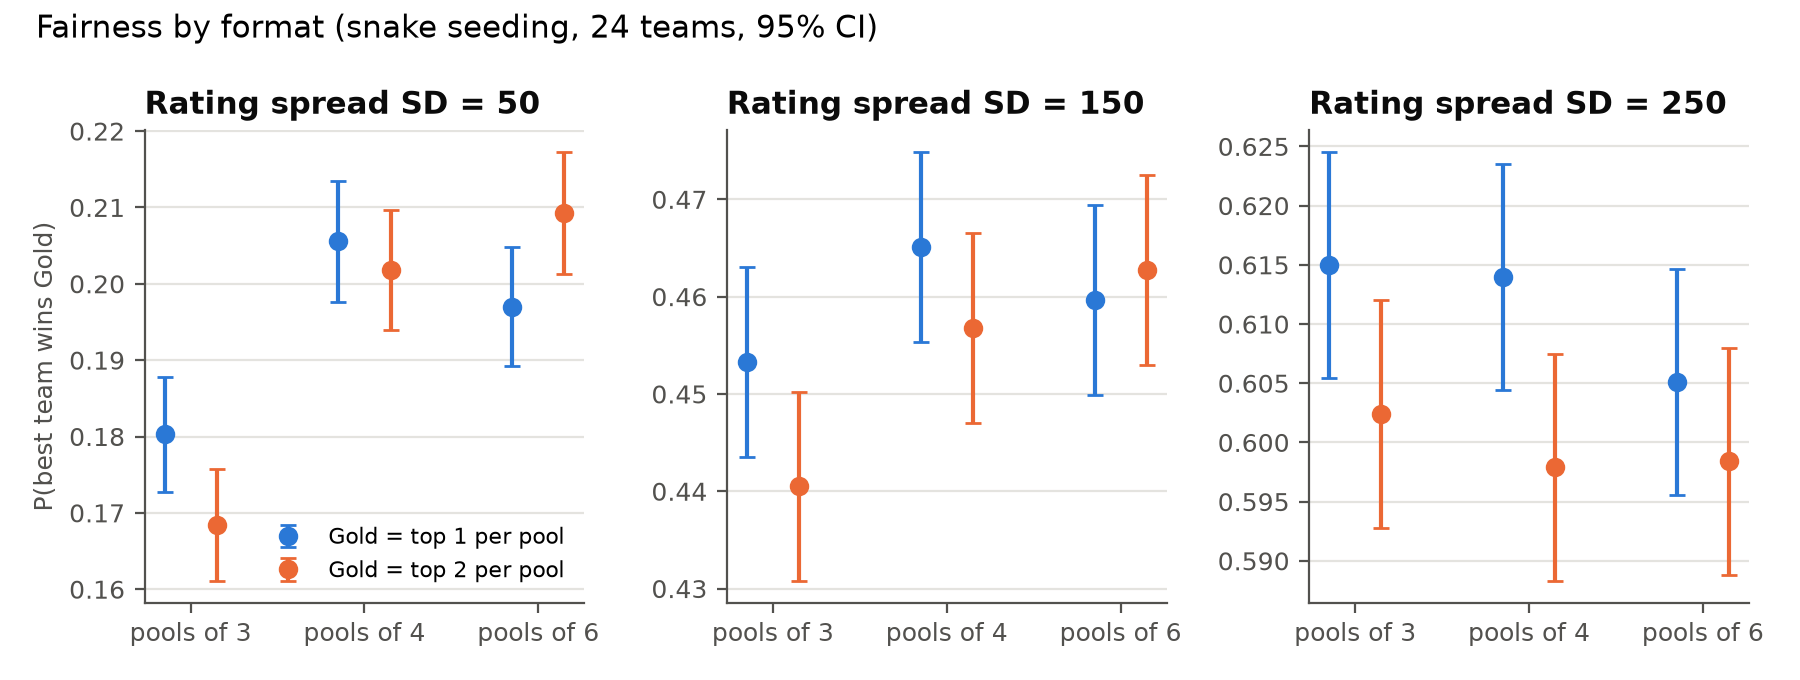 Fairness by format (snake seeding, 24 teams, 95% CI)
Rating spread SD = 50
P(best team wins Gold)
0.22
0.21
0.20
0.19
0.18
0.17
0.16
pools of 3
pools of 4
pools of 6
Gold = top 1 per pool
Gold = top 2 per pool
Rating spread SD = 150
0.47
0.46
0.45
0.44
0.43
pools of 3
pools of 4
pools of 6
Rating spread SD = 250
0.625
0.620
0.615
0.610
0.605
0.600
0.595
0.590
pools of 3
pools of 4
pools of 6